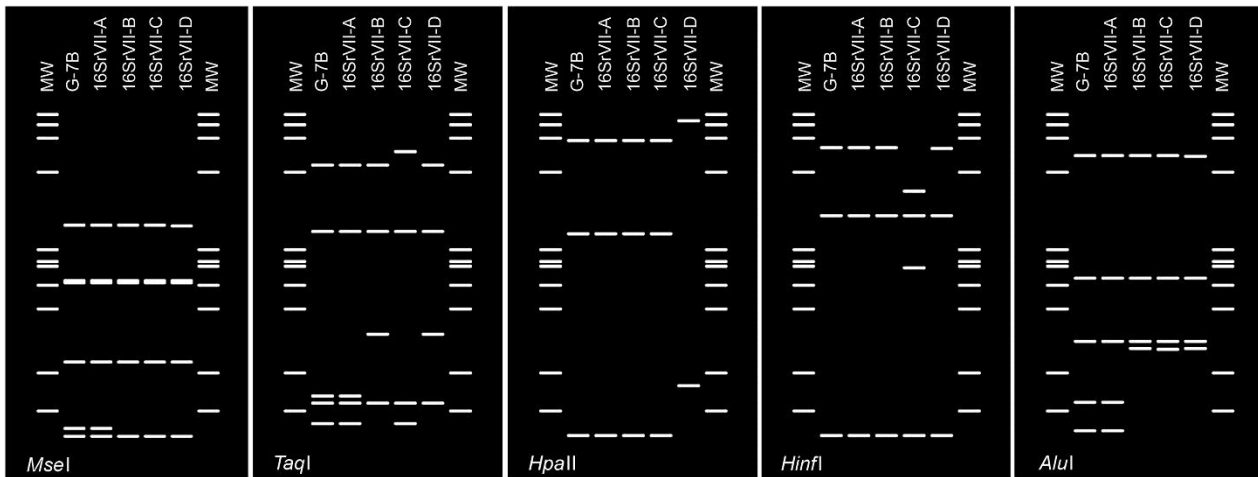 MW
G-7B
16SrVII-A
16SrVII-B
16SrVII-C
16SrVII-D
MW
MseI
MW
G-7B
16SrVII-A
16SrVII-B
16SrVII-C
16SrVII-D
MW
TaqI
MW
G-7B
16SrVII-A
16SrVII-B
16SrVII-C
16SrVII-D
MW
HpaII
MW
G-7B
16SrVII-A
16SrVII-B
16SrVII-C
16SrVII-D
MW
HinfI
MW
G-7B
16SrVII-A
16SrVII-B
16SrVII-C
16SrVII-D
MW
AluI